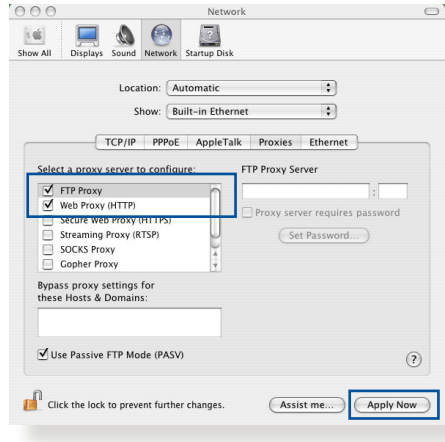 Network
Show All Displays Sound Network Startup Disk
Location: Automatic
Show: Built-in Ethernet
TCP/IP PPPoE AppleTalk Proxies Ethernet
Select a proxy server to configure: FTP Proxy Server
FTP Proxy
Web Proxy (HTTP)
:
Secure Web Proxy (HTTPS) Proxy server requires password
Streaming Proxy (RTSP) Set Password...
SOCKS Proxy
Gopher Proxy
Bypass proxy settings for
these Hosts & Domains:
Use Passive FTP Mode (PASV) ?
Click the lock to prevent further changes. Assist me... Apply Now